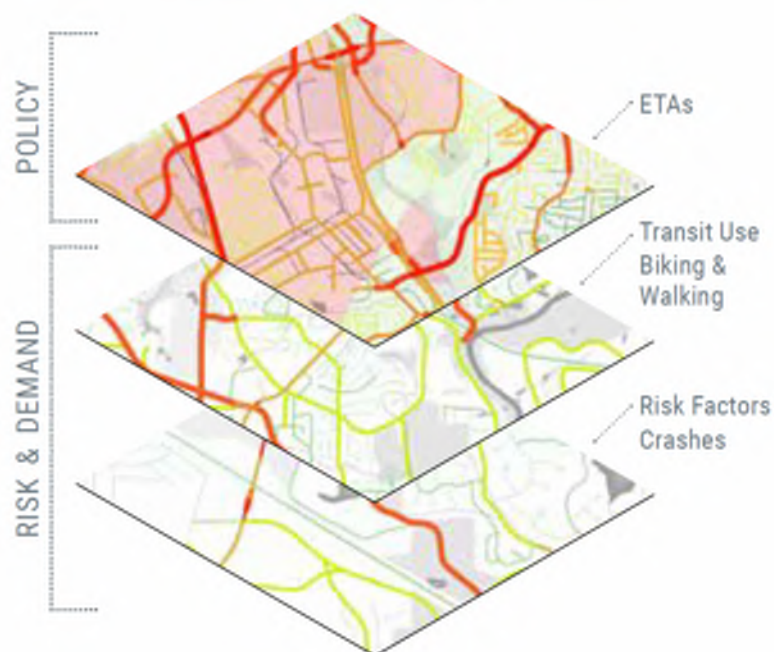 POLICY
ETAs
Transit Use
Biking &
Walking
RISK & DEMAND
Risk Factors
Crashes